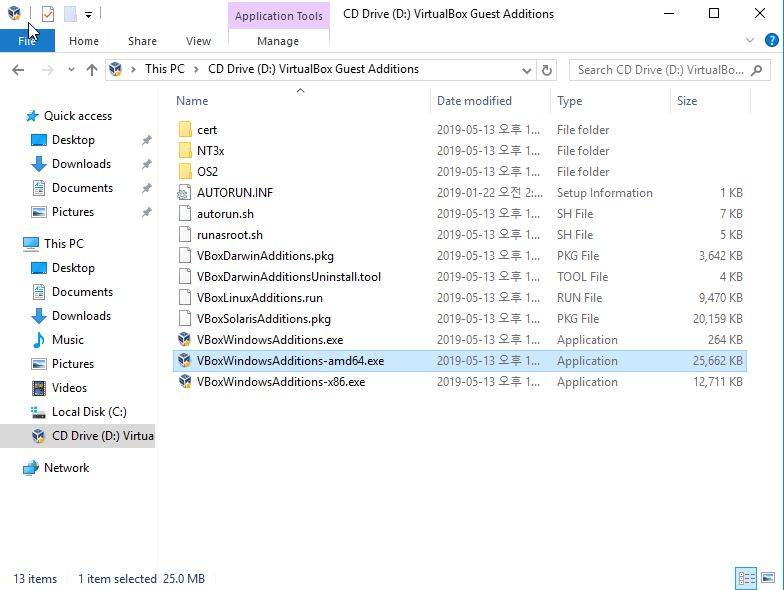 Application Tools CD Drive (D:) VirtualBox Guest Additions
File Home Share View Manage
This PC CD Drive (D:) VirtualBox Guest Additions Search CD Drive (D:) VirtualBo...
Name Date modified Type Size
Quick access
Desktop
Downloads
Documents
Pictures
This PC
Desktop
Documents
Downloads
Music
Pictures
Videos
Local Disk (C:)
CD Drive (D:) Virtua
Network
cert 2019-05-13 오후 1... File folder
NT3x 2019-05-13 오후 1... File folder
OS2 2019-05-13 오후 1... File folder
AUTORUN.INF 2019-01-22 오전 2:... Setup Information 1 KB
autorun.sh 2019-05-13 오후 1... SH File 7 KB
runasroot.sh 2019-05-13 오후 1... SH File 5 KB
VBoxDarwinAdditions.pkg 2019-05-13 오후 1... PKG File 3,642 KB
VBoxDarwinAdditionsUninstall.tool 2019-05-13 오후 1... TOOL File 4 KB
VBoxLinuxAdditions.run 2019-05-13 오후 1... RUN File 9,470 KB
VBoxSolarisAdditions.pkg 2019-05-13 오후 1... PKG File 20,159 KB
VBoxWindowsAdditions.exe 2019-05-13 오후 1... Application 264 KB
VBoxWindowsAdditions-amd64.exe 2019-05-13 오후 1... Application 25,662 KB
VBoxWindowsAdditions-x86.exe 2019-05-13 오후 1... Application 12,711 KB
13 items 1 item selected 25.0 MB